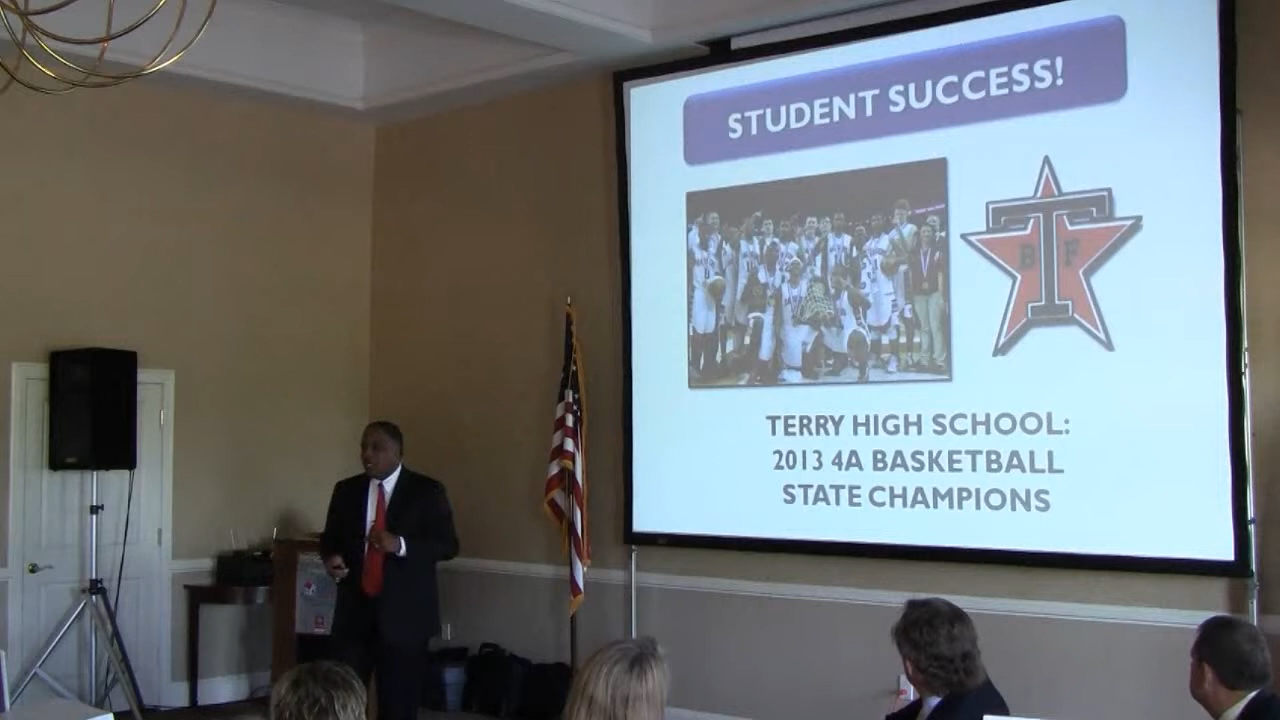 STUDENT SUCCESS!
B T F
TERRY HIGH SCHOOL:
2013 4A BASKETBALL
STATE CHAMPIONS